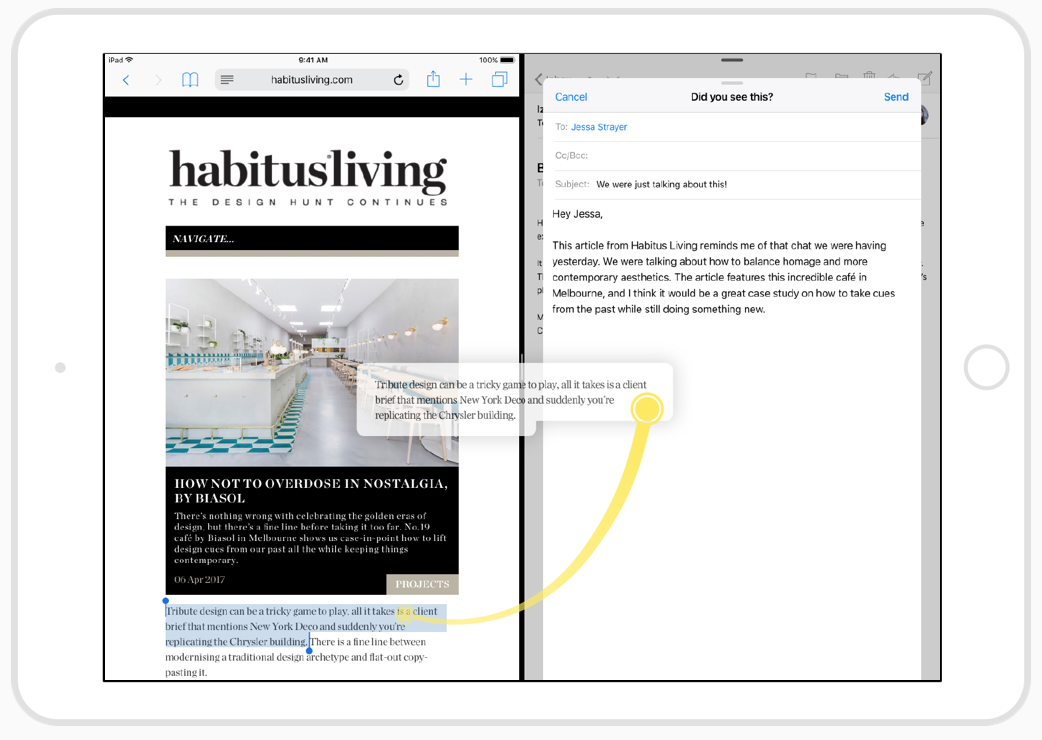 iPad
9:41 AM
100%
habitusliving.com
habitusliving
THE DESIGN HUNT CONTINUES
NAVIGATE...
HOW NOT TO OVERDOSE IN NOSTALGIA,
BY BIASOL
There's nothing wrong with celebrating the golden eras of
design, but there's a fine line before taking it too far. No.19
café by Biasol in Melbourne shows us case-in-point how to lift
design cues from our past all the while keeping things
contemporary.
06 Apr 2017
PROJECTS
Tribute design can be a tricky game to play, all it takes is a client
brief that mentions New York Deco and suddenly you're
replicating the Chrysler building. There is a fine line between
modernising a traditional design archetype and flat-out copy-
pasting it.
Tribute design can be a tricky game to play, all it takes is a client
brief that mentions New York Deco and suddenly you're
replicating the Chrysler building.
Cancel
Did you see this?
Send
To: Jessa Strayer
Cc/Bcc:
Subject: We were just talking about this!
Hey Jessa,
This article from Habitus Living reminds me of that chat we were having
yesterday. We were talking about how to balance homage and more
contemporary aesthetics. The article features this incredible café in
Melbourne, and I think it would be a great case study on how to take cues
from the past while still doing something new.